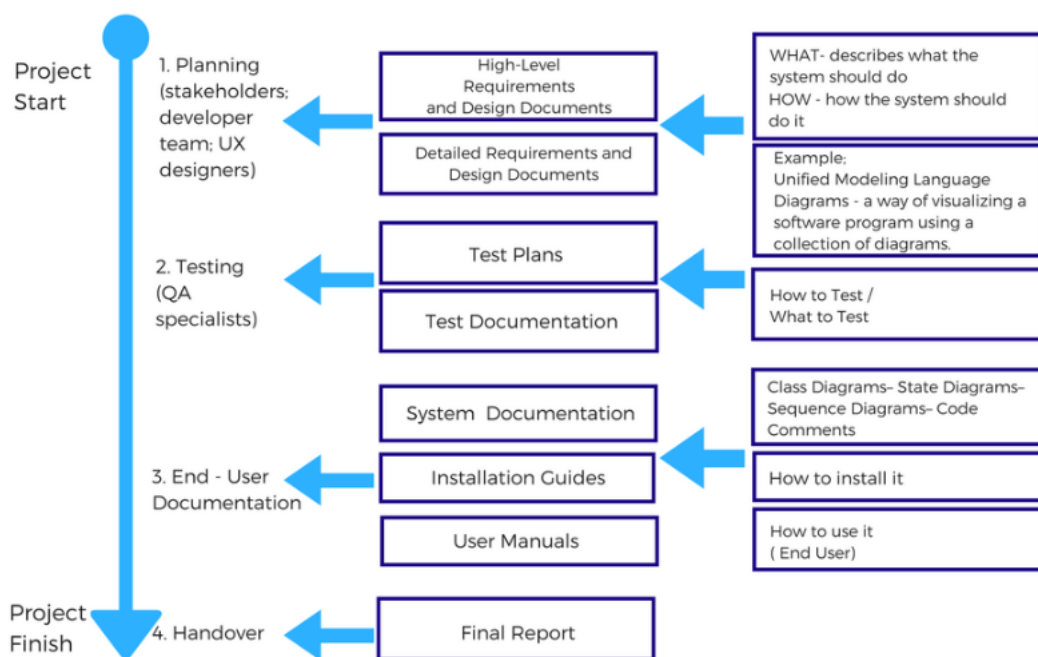 Project
Start
1. Planning
(stakeholders;
developer
team; UX
designers)
High-Level
Requirements
and Design Documents
Detailed Requirements and
Design Documents
WHAT- describes what the
system should do
HOW - how the system should
do it
Example;
Unified Modeling Language
Diagrams - a way of visualizing a
software program using a
collection of diagrams.
2. Testing
(QA
specialists)
Test Plans
Test Documentation
How to Test /
What to Test
3. End - User
Documentation
System Documentation
Installation Guides
User Manuals
Class Diagrams– State Diagrams–
Sequence Diagrams– Code
Comments
How to install it
How to use it
( End User)
Project
Finish
4. Handover
Final Report